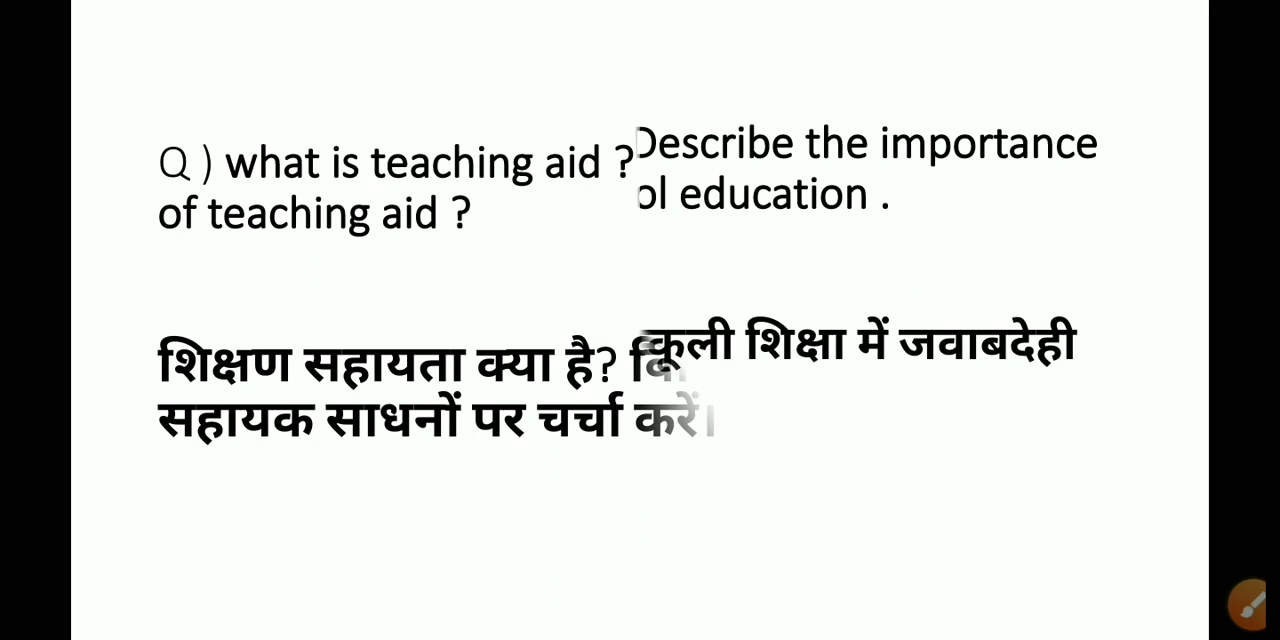 Q ) what is teaching aid ? Describe the importance
of teaching aid ? ol education .
शिक्षण सहायता क्या है? कूली शिक्षा में जवाबदेही
सहायक साधनों पर चर्चा करें।